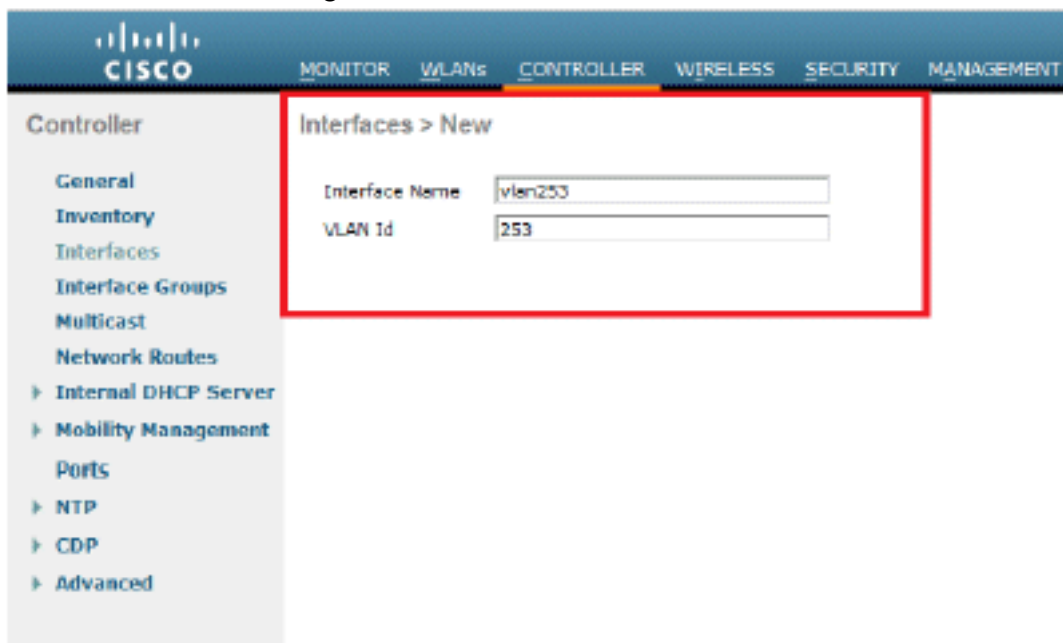 CISCO
MONITOR WLANs CONTROLLER WIRELESS SECURITY MANAGEMENT
Controller
General
Inventory
Interfaces
Interface Groups
Multicast
Network Routes
Internal DHCP Server
Mobility Management
Ports
NTP
CDP
Advanced
Interfaces > New
Interface Name vlan253
VLAN Id 253